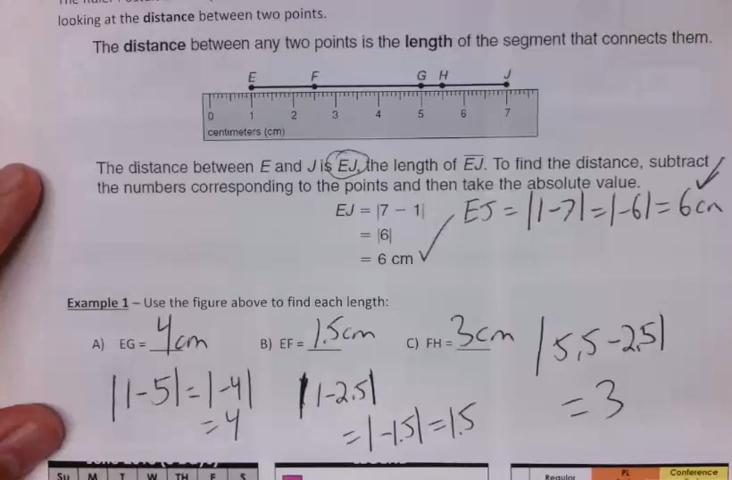 looking at the distance between two points.
The distance between any two points is the length of the segment that connects them.
E F G H J
0 1 2 3 4 5 6 7
centimeters (cm)
The distance between E and J is EJ, the length of EJ. To find the distance, subtract
the numbers corresponding to the points and then take the absolute value.
EJ = |7 − 1| EJ = |1-7| = |-6| = 6cm
= |6|
= 6 cm
Example 1 – Use the figure above to find each length:
A) EG = 4cm B) EF = 1.5cm C) FH = 3cm |5.5-2.5|
|1-5| = |-4| |1-2.5| = 3
= 4 = |-1.5| = 1.5
Su M T W TH F S Regular PL Conference